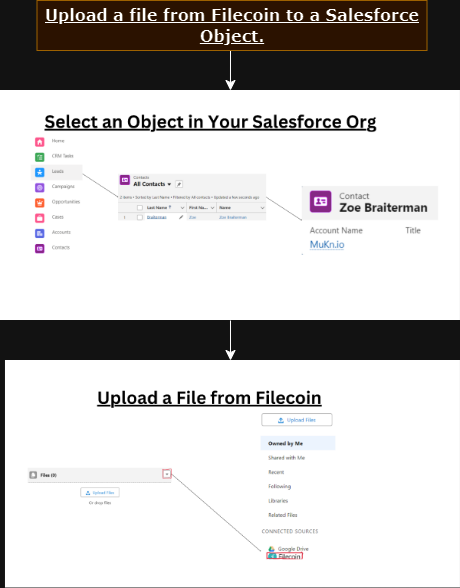 Upload a file from Filecoin to a Salesforce
Object.
Select an Object in Your Salesforce Org
Home
CRM Tasks
Leads
Campaigns
Opportunities
Cases
Accounts
Contacts
Contacts
All Contacts
2 items • Sorted by Last Name • Filtered by All contacts • Updated a few seconds ago
Last Name First Na... Name
1 Braiterman Zoe Zoe Braiterman
Contact
Zoe Braiterman
Account Name Title
MuKn.io
Upload a File from Filecoin
Upload Files
Owned by Me
Shared with Me
Recent
Following
Libraries
Related Files
CONNECTED SOURCES
Google Drive
Filecoin
Files (0)
Upload Files
Or drop files